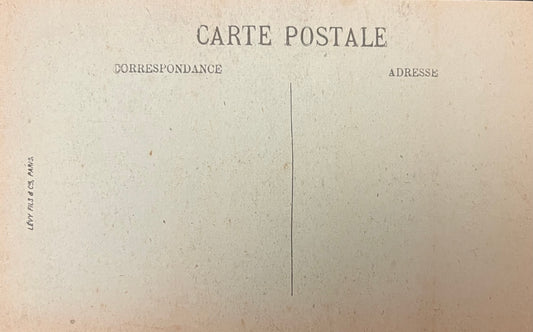 CARTE POSTALE
CORRESPONDANCE
ADRESSE
LÉVY FILS & Cie, PARIS.